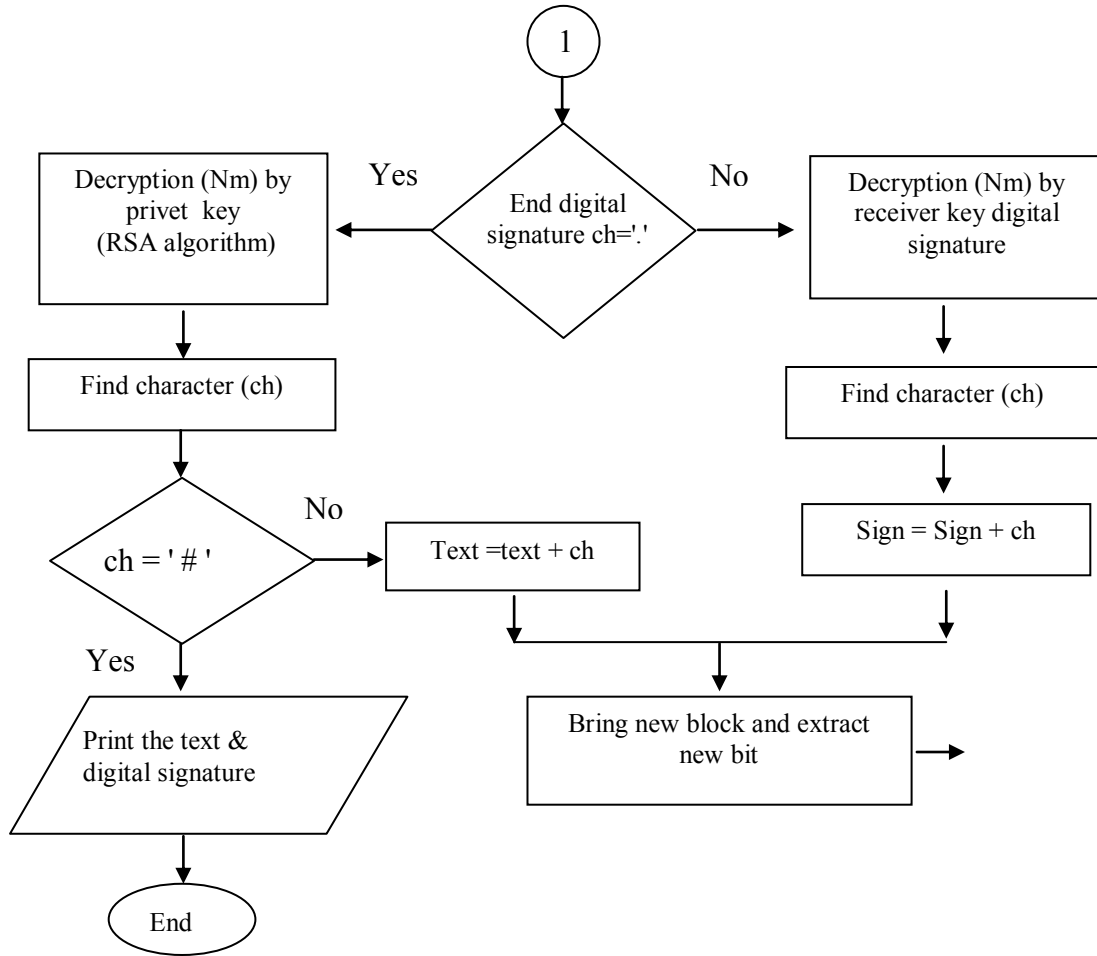 1
Yes
No
Decryption (Nm) by
privet key
(RSA algorithm)
End digital
signature ch='.'
Decryption (Nm) by
receiver key digital
signature
Find character (ch)
Find character (ch)
ch = ' # '
No
Text =text + ch
Sign = Sign + ch
Yes
Print the text &
digital signature
Bring new block and extract
new bit
End